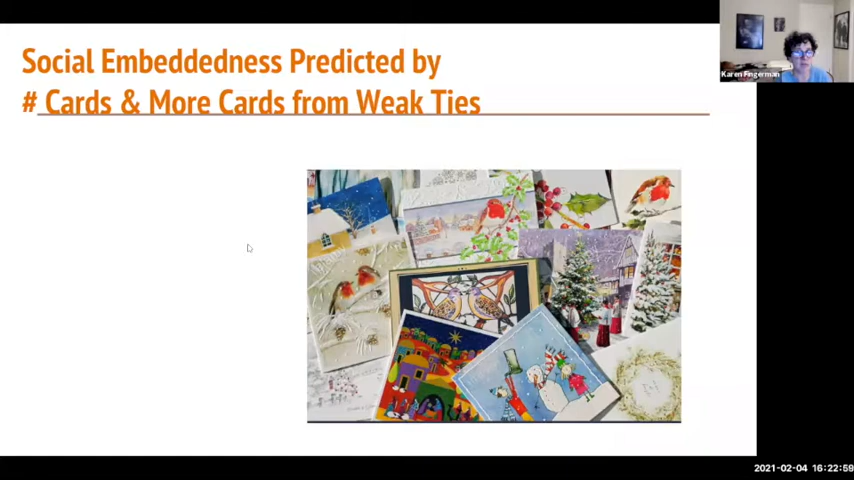 Social Embeddedness Predicted by
# Cards & More Cards from Weak Ties
Karen Fingerman
2021-02-04 16:22:59